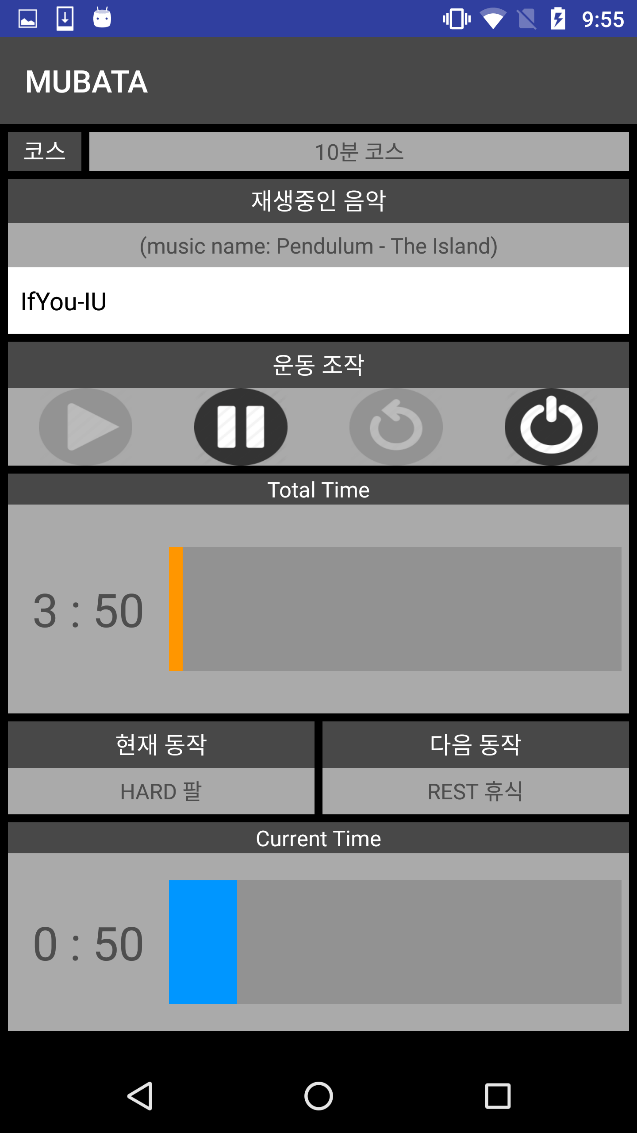 9:55
MUBATA
코스
10분 코스
재생중인 음악
(music name: Pendulum - The Island)
IfYou-IU
운동 조작
Total Time
3 : 50
현재 동작
다음 동작
HARD 팔
REST 휴식
Current Time
0 : 50